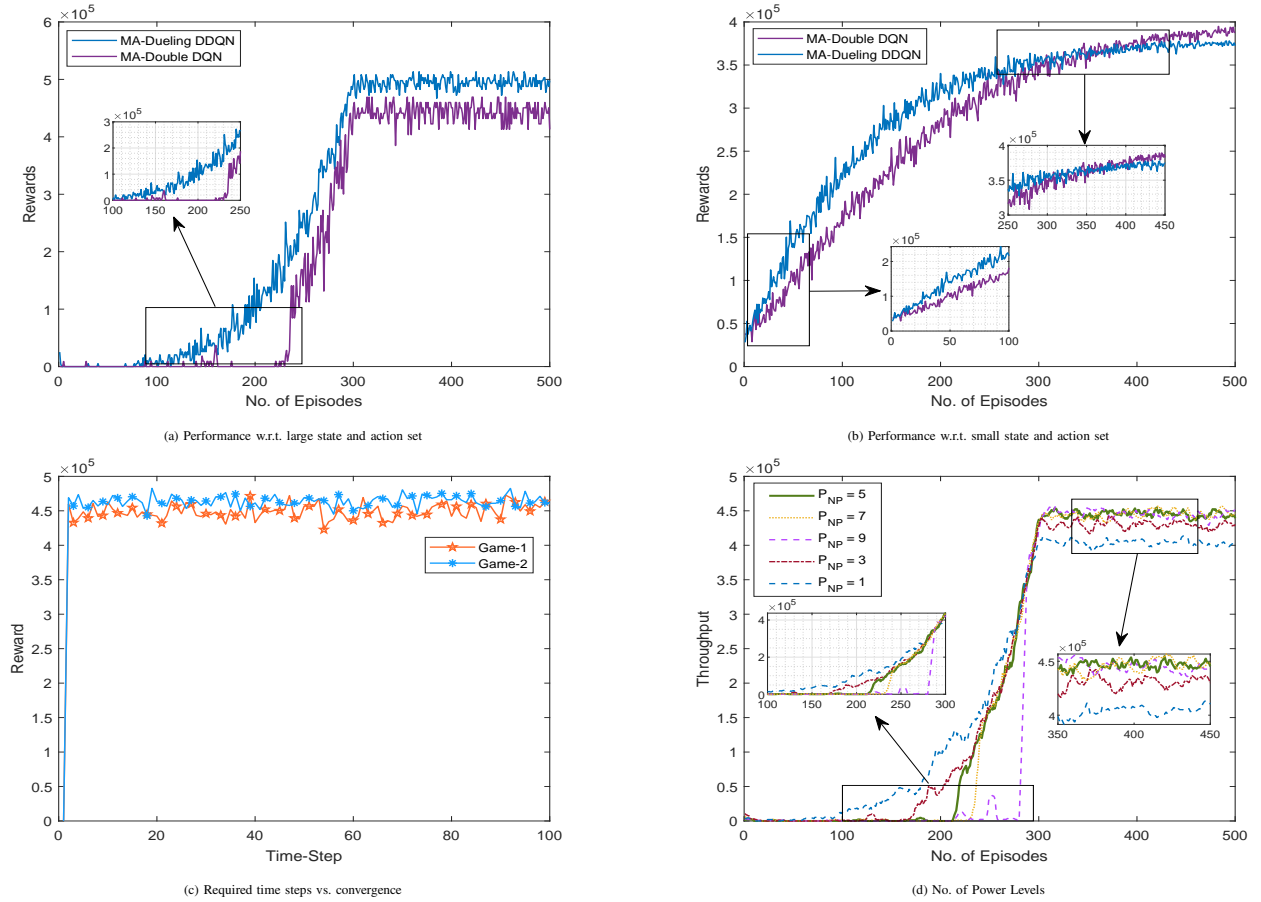 ×10^5
6
5
4
3
2
1
0
Rewards
MA-Dueling DDQN
MA-Double DQN
×10^5
3
2
1
0
100 150 200 250
0 100 200 300 400 500
No. of Episodes
(a) Performance w.r.t. large state and action set
×10^5
4
3.5
3
2.5
2
1.5
1
0.5
0
Rewards
MA-Double DQN
MA-Dueling DDQN
×10^5
4
3.5
3
250 300 350 400 450
×10^5
2
1
0
0 50 100
0 100 200 300 400 500
No. of Episodes
(b) Performance w.r.t. small state and action set
×10^5
5
4.5
4
3.5
3
2.5
2
1.5
1
0.5
0
Reward
Game-1
Game-2
0 20 40 60 80 100
Time-Step
(c) Required time steps vs. convergence
×10^5
5
4.5
4
3.5
3
2.5
2
1.5
1
0.5
0
Throughput
P_NP = 5
P_NP = 7
P_NP = 9
P_NP = 3
P_NP = 1
×10^5
4
2
0
100 150 200 250 300
×10^5
4.5
4
350 400 450
0 100 200 300 400 500
No. of Episodes
(d) No. of Power Levels